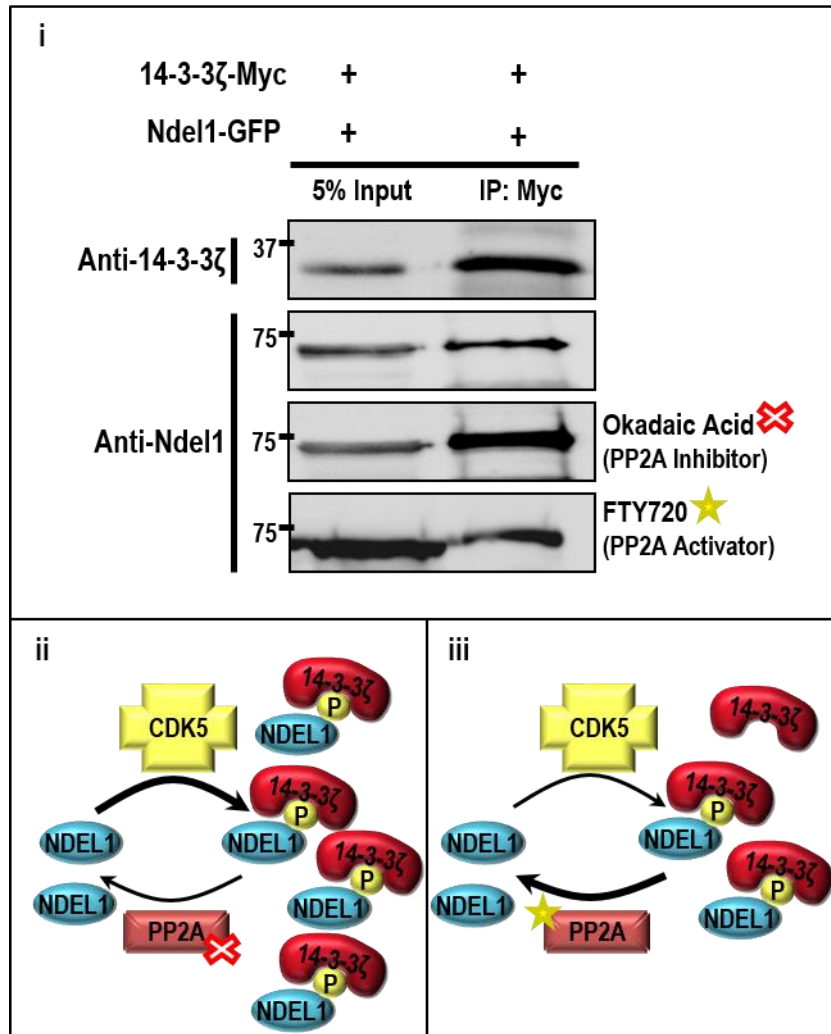 i
14-3-3ζ-Myc + +
Ndel1-GFP + +
5% Input IP: Myc
Anti-14-3-3ζ 37
75
Anti-Ndel1 75
Okadaic Acid
(PP2A Inhibitor)
75
FTY720
(PP2A Activator)
ii
CDK5
14-3-3ζ
P
NDEL1
14-3-3ζ
P
NDEL1
NDEL1
14-3-3ζ
P
NDEL1
NDEL1
PP2A
14-3-3ζ
P
NDEL1
iii
CDK5
14-3-3ζ
14-3-3ζ
P
NDEL1
NDEL1
14-3-3ζ
P
NDEL1
NDEL1
PP2A